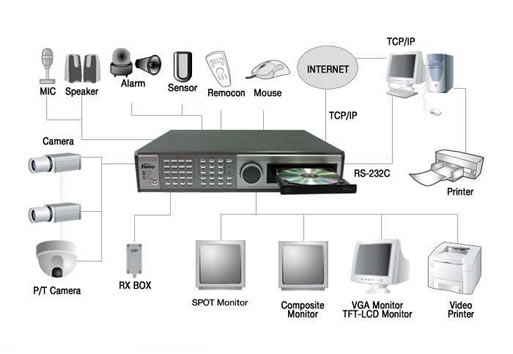 TCP/IP
INTERNET
MIC
Speaker
Alarm
Sensor
Remocon
Mouse
TCP/IP
Camera
RS-232C
Printer
P/T Camera
RX BOX
SPOT Monitor
Composite
Monitor
VGA Monitor
TFT-LCD Monitor
Video
Printer